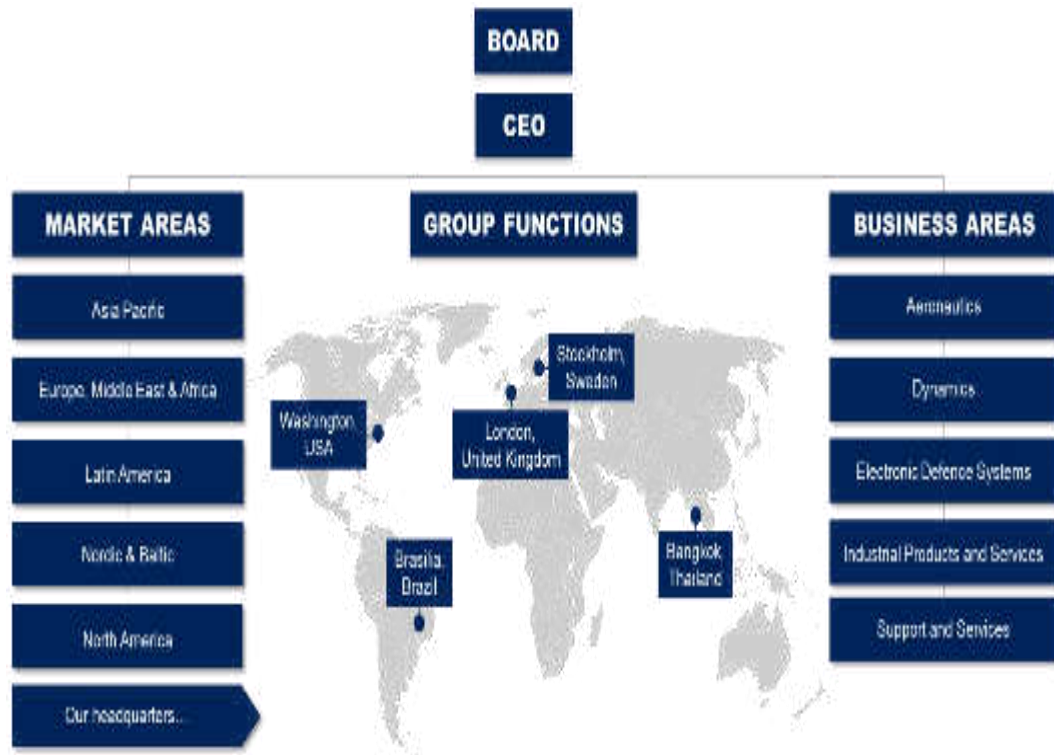 BOARD
CEO
MARKET AREAS
GROUP FUNCTIONS
BUSINESS AREAS
Asia Pacific
Europe, Middle East & Africa
Latin America
Nordic & Baltic
North America
Our headquarters...
Washington,
USA
Brasilia,
Brazil
Stockholm,
Sweden
London,
United Kingdom
Bangkok,
Thailand
Aeronautics
Dynamics
Electronic Defence Systems
Industrial Products and Services
Support and Services